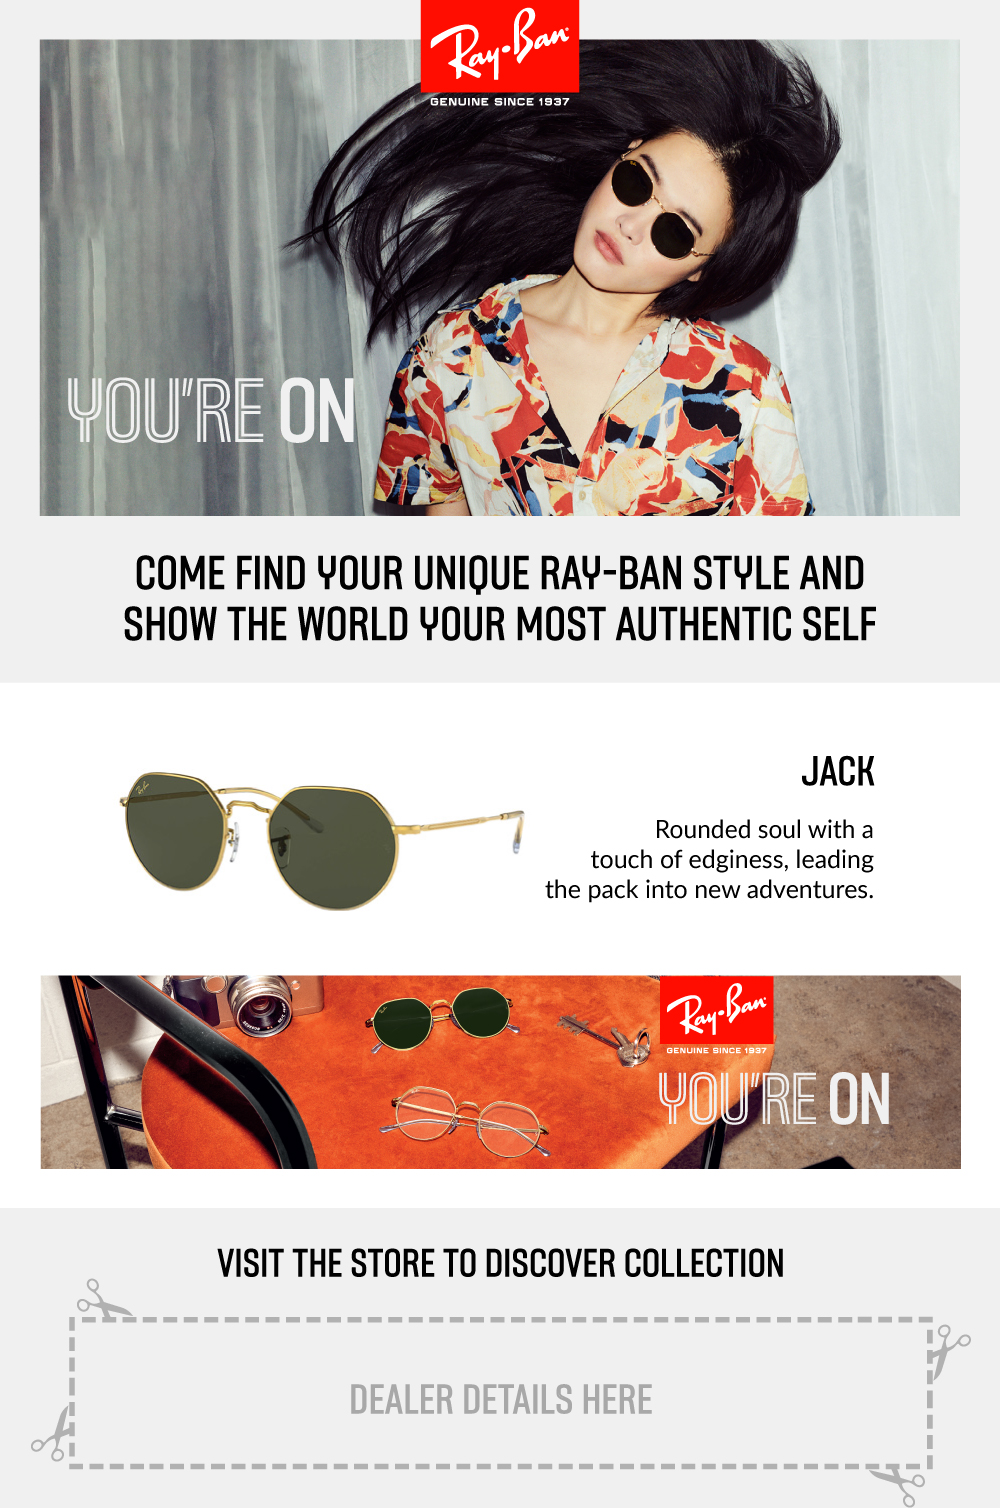 Ray-Ban
GENUINE SINCE 1937
YOU'RE ON
COME FIND YOUR UNIQUE RAY-BAN STYLE AND
SHOW THE WORLD YOUR MOST AUTHENTIC SELF
Ray-Ban
JACK
Rounded soul with a
touch of edginess, leading
the pack into new adventures.
Ray-Ban
GENUINE SINCE 1937
YOU'RE ON
VISIT THE STORE TO DISCOVER COLLECTION
DEALER DETAILS HERE